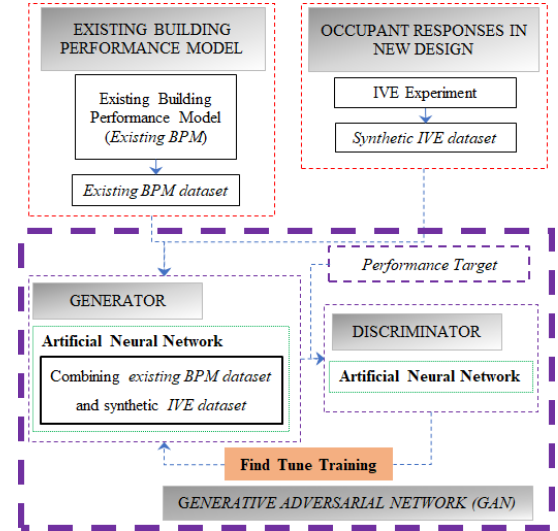 EXISTING BUILDING
PERFORMANCE MODEL
Existing Building
Performance Model
(Existing BPM)
Existing BPM dataset
OCCUPANT RESPONSES IN
NEW DESIGN
IVE Experiment
Synthetic IVE dataset
Performance Target
GENERATOR
Artificial Neural Network
Combining existing BPM dataset
and synthetic IVE dataset
DISCRIMINATOR
Artificial Neural Network
Find Tune Training
GENERATIVE ADVERSARIAL NETWORK (GAN)